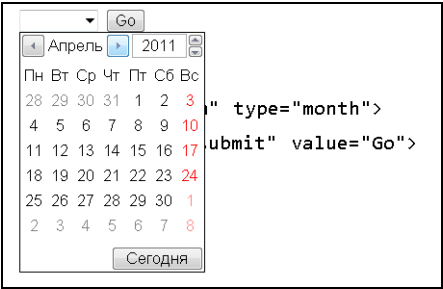 Go
Апрель 2011
Пн Вт Ср Чт Пт Сб Вс
28 29 30 31 1 2 3
4 5 6 7 8 9 10
11 12 13 14 15 16 17
18 19 20 21 22 23 24
25 26 27 28 29 30 1
2 3 4 5 6 7 8
Сегодня
" type="month">
ubmit" value="Go">